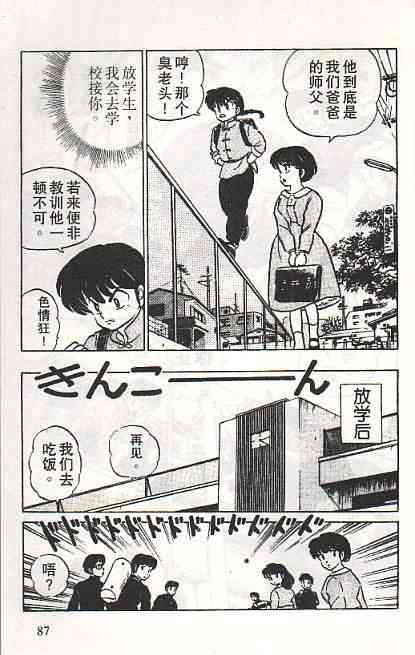 他到底是
我们爸爸
的师父。
哼！那个
臭老头！
放学生，
我会去学
校接你。
若来便非
教训他一
顿不可。
色情狂！
きんこーーーん
放学后
再见。
我们去
吃饭。
ドドドドドドドドドドドドド
唔？
87